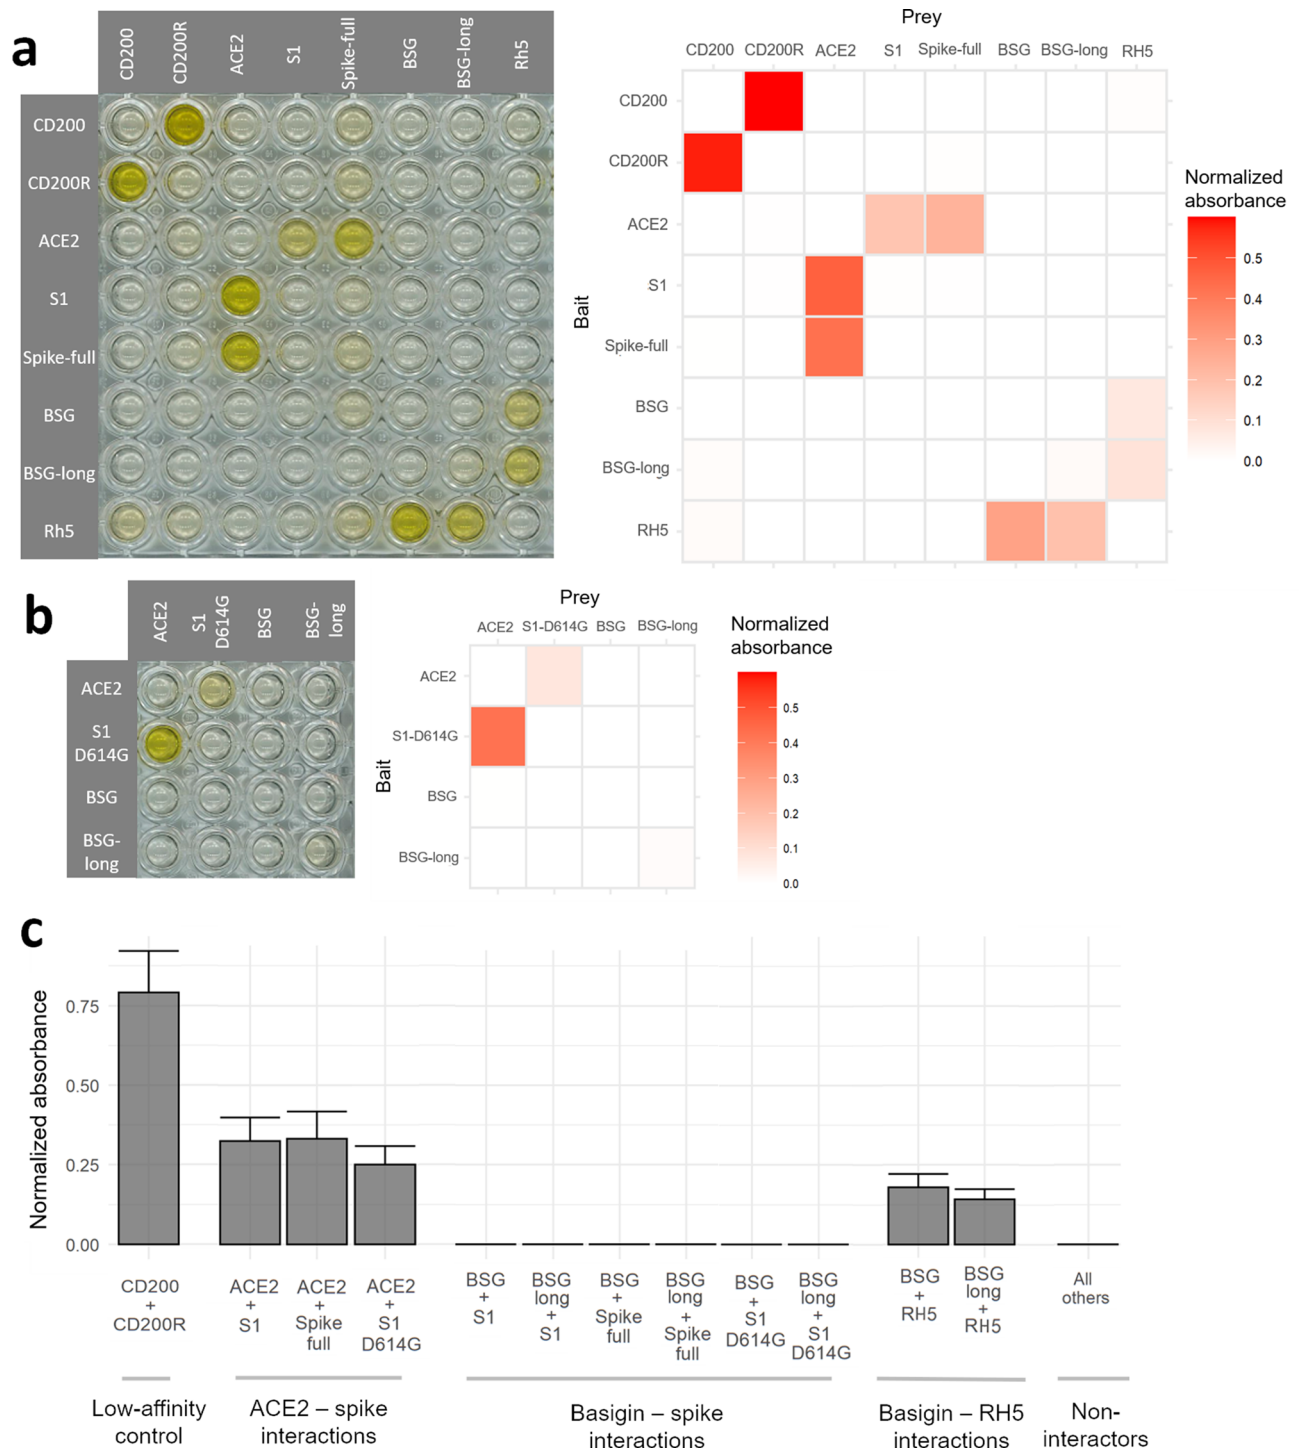 a
CD200
CD200R
ACE2
S1
Spike-full
BSG
BSG-long
Rh5
CD200
CD200R
ACE2
S1
Spike-full
BSG
BSG-long
Rh5
Prey
CD200 CD200R ACE2 S1 Spike-full BSG BSG-long RH5
Bait
CD200
CD200R
ACE2
S1
Spike-full
BSG
BSG-long
RH5
Normalized
absorbance
0.5
0.4
0.3
0.2
0.1
0.0
b
ACE2
S1
D614G
BSG
BSG-
long
ACE2
S1
D614G
BSG
BSG-
long
Prey
ACE2 S1-D614G BSG BSG-long
Bait
ACE2
S1-D614G
BSG
BSG-long
Normalized
absorbance
0.5
0.4
0.3
0.2
0.1
0.0
c
Normalized absorbance
0.75
0.50
0.25
0.00
CD200
+
CD200R
ACE2
+
S1
ACE2
+
Spike
full
ACE2
+
S1
D614G
BSG
+
S1
BSG
long
+
S1
BSG
+
Spike
full
BSG
long
+
Spike
full
BSG
+
S1
D614G
BSG
long
+
S1
D614G
BSG
+
RH5
BSG
long
+
RH5
All
others
Low-affinity
control
ACE2 – spike
interactions
Basigin – spike
interactions
Basigin – RH5
interactions
Non-
interactors